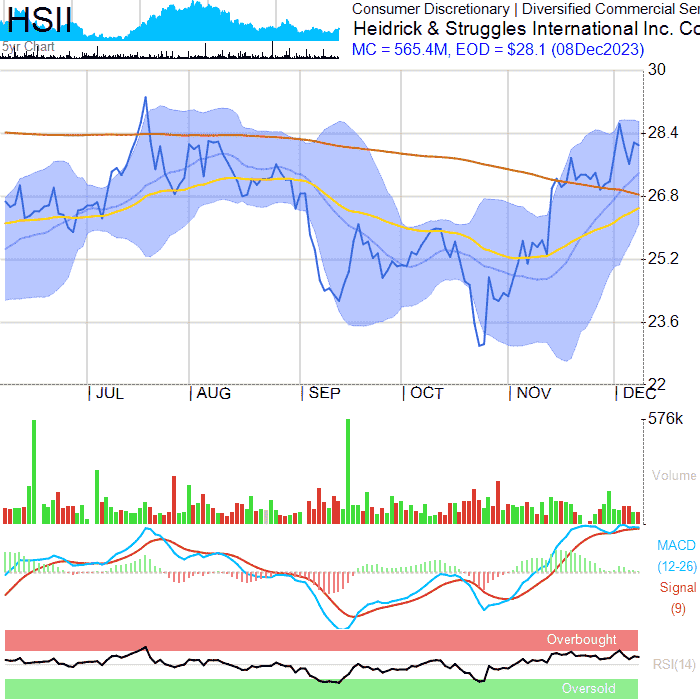 HSII
5yr Chart
Consumer Discretionary | Diversified Commercial Ser
Heidrick & Struggles International Inc. Co
MC = 565.4M, EOD = $28.1 (08Dec2023)
30
28.4
26.8
25.2
23.6
22
JUL AUG SEP OCT NOV DEC
576k
Volume
MACD
(12-26)
Signal
(9)
Overbought
RSI(14)
Oversold